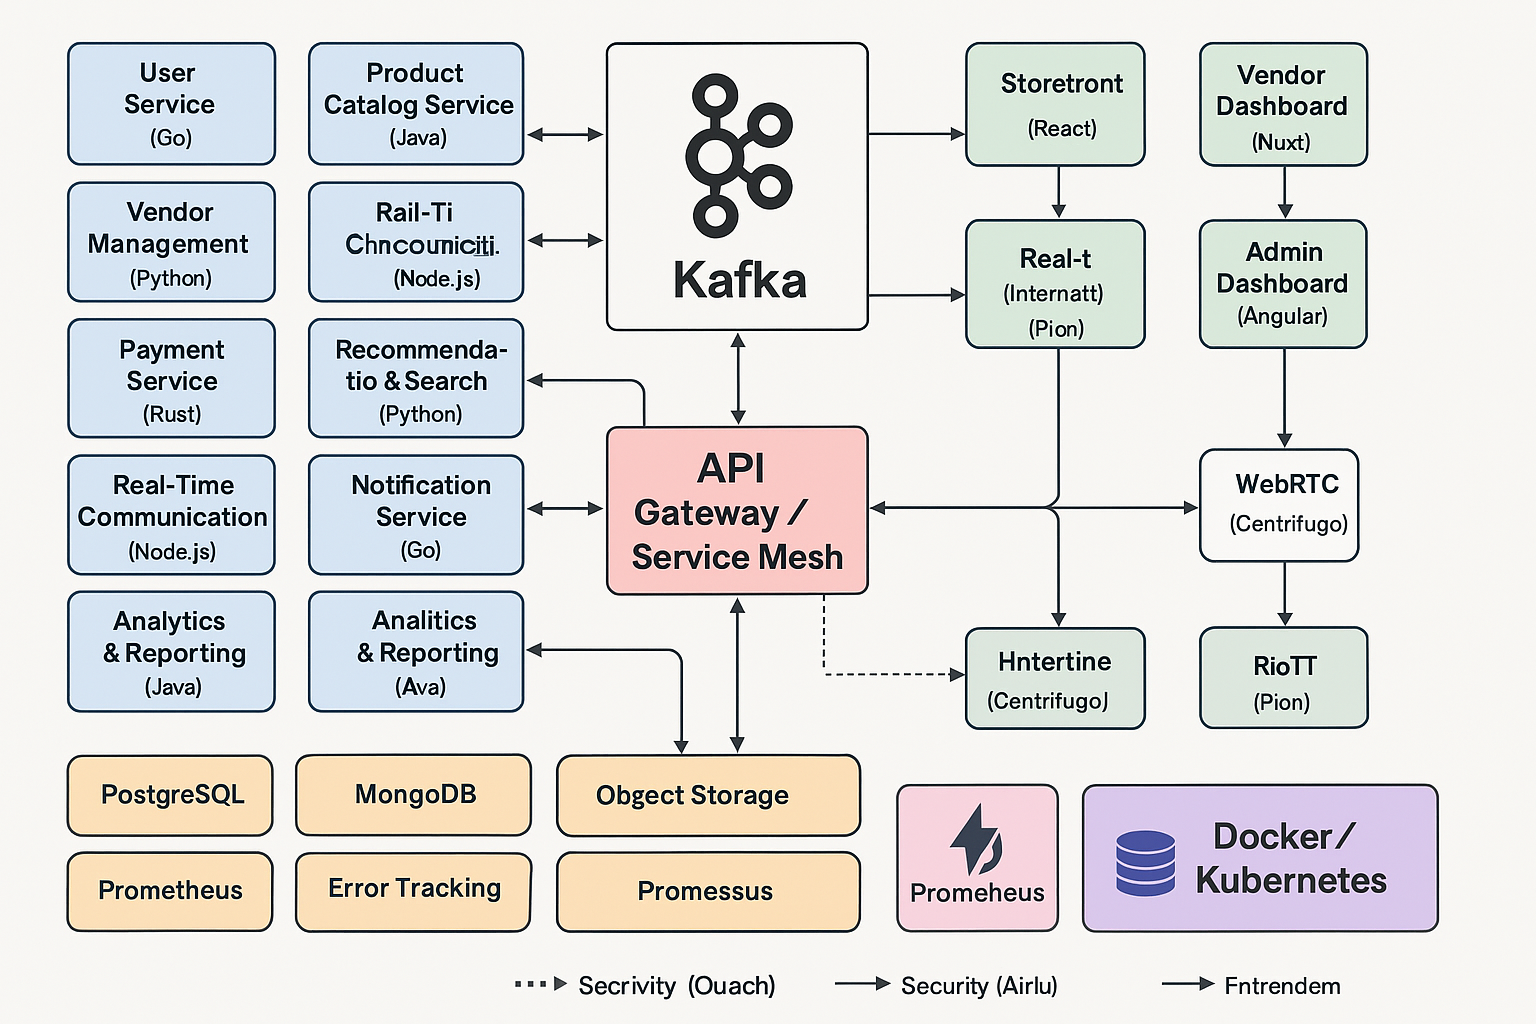 User
Service
(Go)
Product
Catalog Service
(Java)
Kafka
Storetront
(React)
Vendor
Dashboard
(Nuxt)
Vendor
Management
(Python)
Rail-Ti
(Node.js)
Real-t
(Internatt)
(Pion)
Admin
Dashboard
(Angular)
Payment
Service
(Rust)
Recommenda-
tio & Search
(Python)
API
Gateway /
Service Mesh
Real-Time
Communication
(Node.js)
Notification
Service
(Go)
WebRTC
(Centrifugo)
Analytics
& Reporting
(Java)
Analitics
& Reporting
(Ava)
Hntertine
(Centrifugo)
RioTT
(Pion)
PostgreSQL
MongoDB
Obgect Storage
Prometheus
Error Tracking
Promessus
Promeheus
Docker/
Kubernetes
Secrivity (Ouach)
Security (Airlu)
Fntrendem